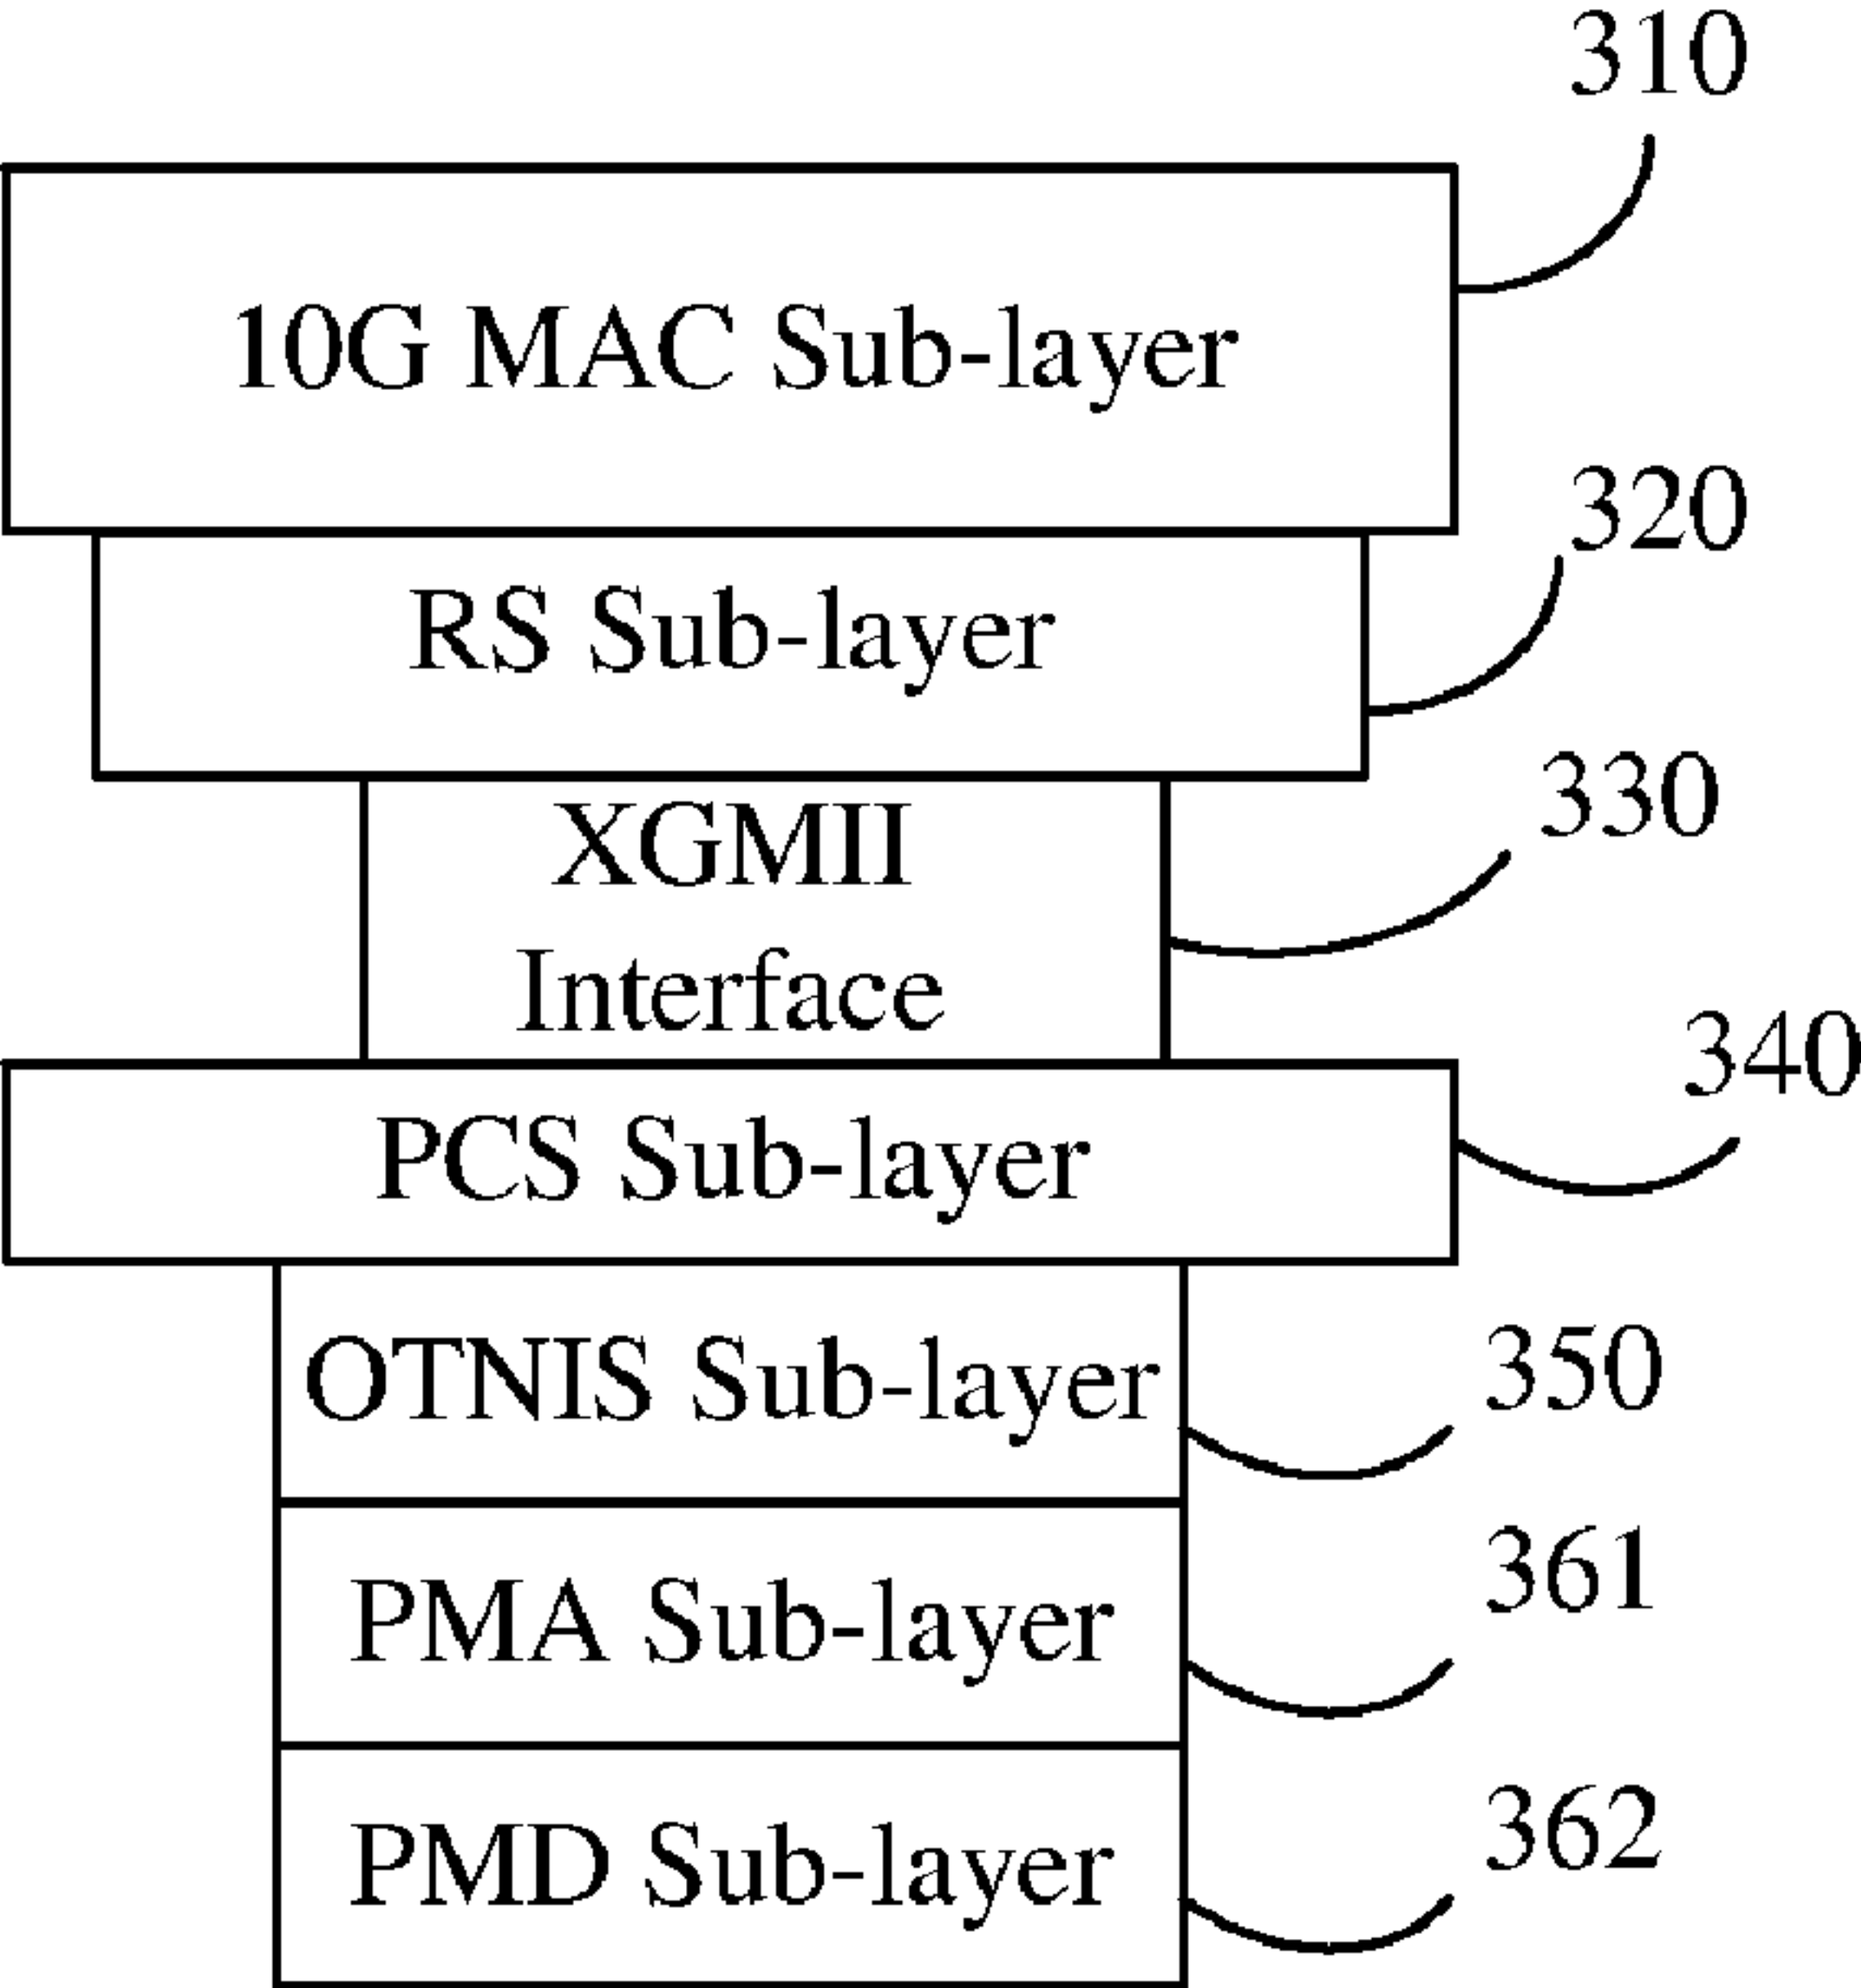 310
10G MAC Sub-layer
320
RS Sub-layer
330
XGMII
Interface
340
PCS Sub-layer
350
OTNIS Sub-layer
361
PMA Sub-layer
362
PMD Sub-layer